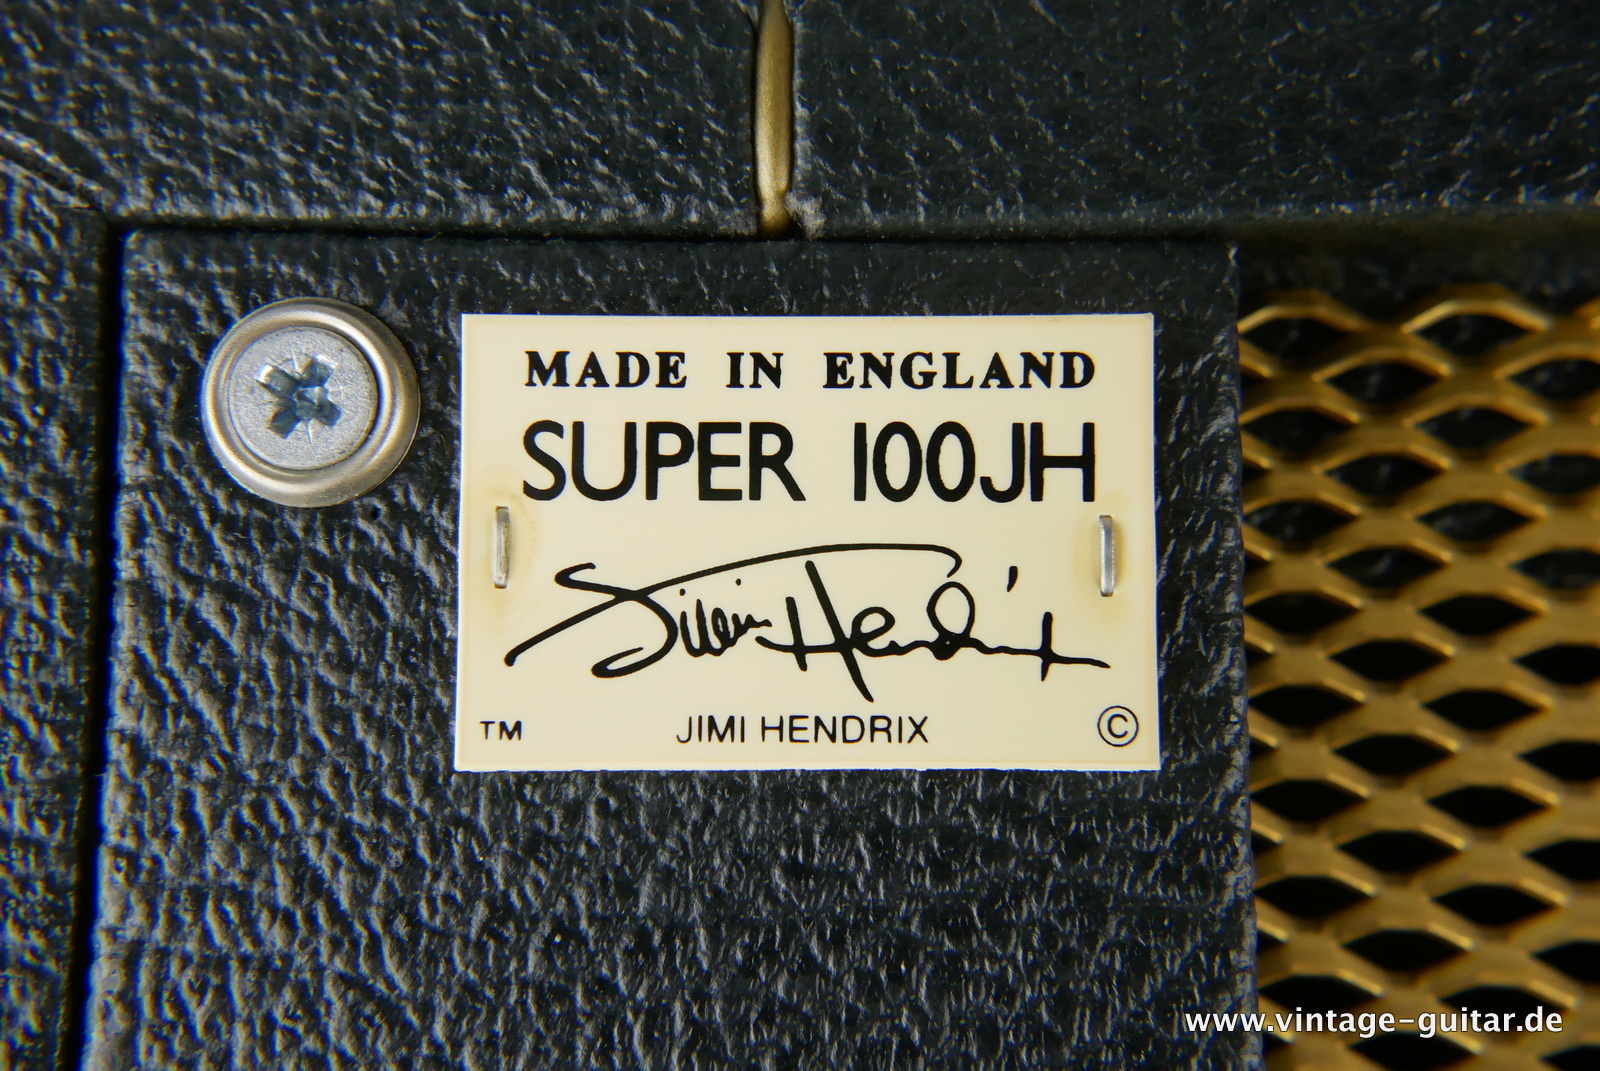 MADE IN ENGLAND
SUPER 100JH
Jimi Hendrix
TM JIMI HENDRIX ©
www.vintage-guitar.de